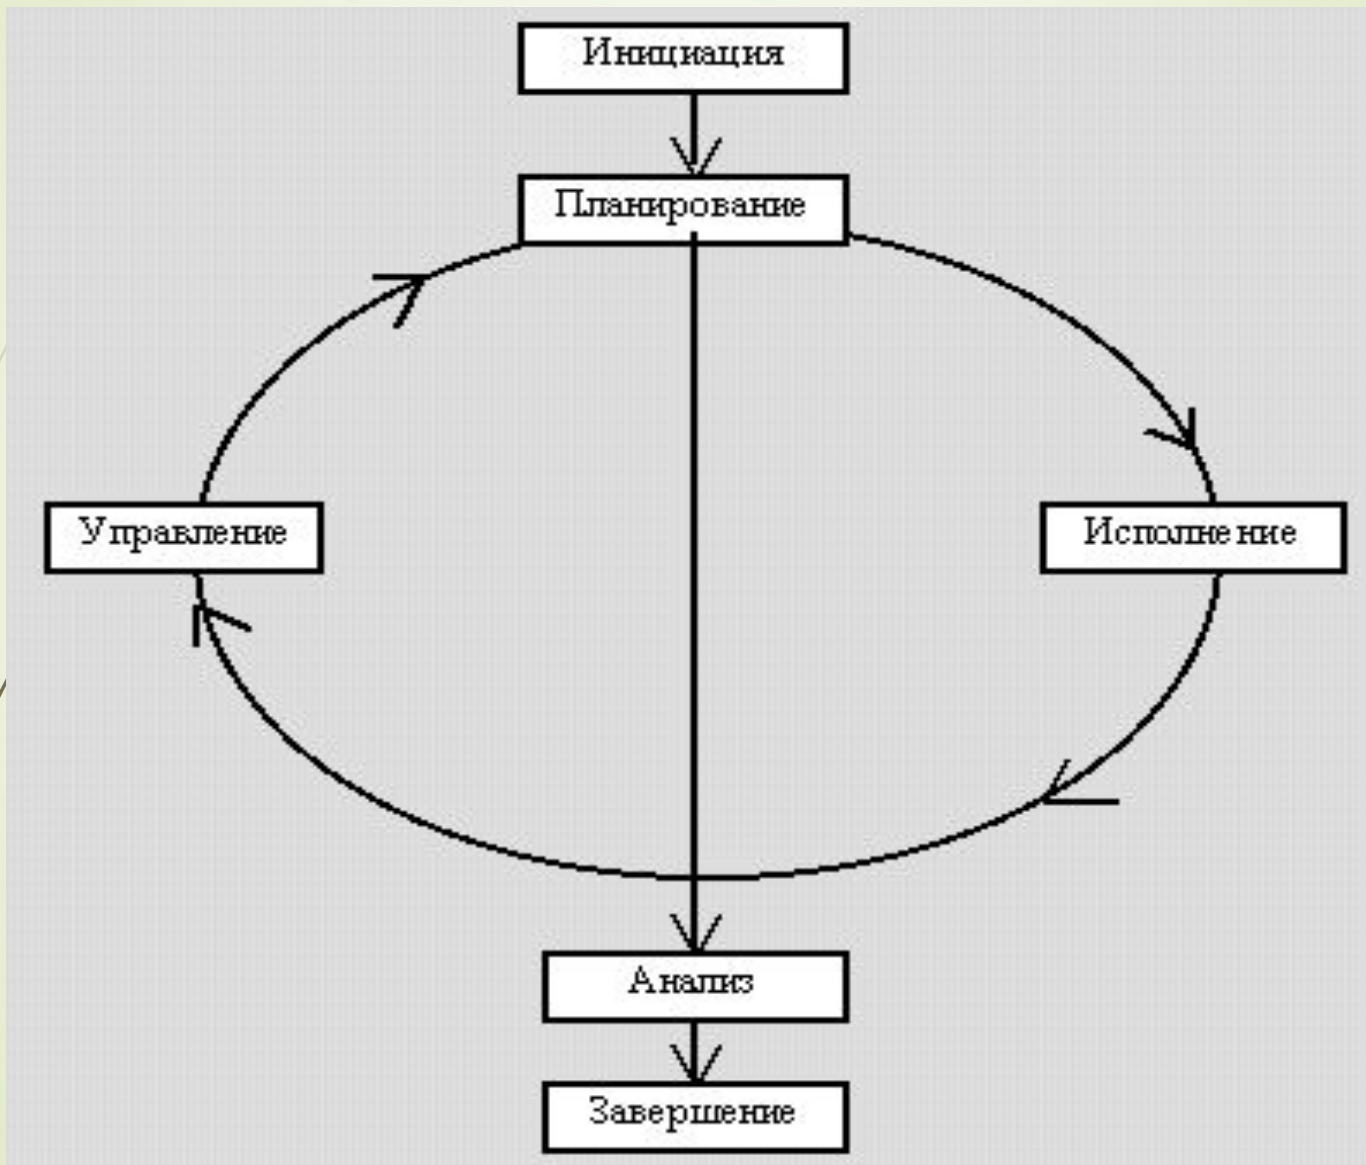 Инициация
Планирование
Управление
Исполнение
Анализ
Завершение